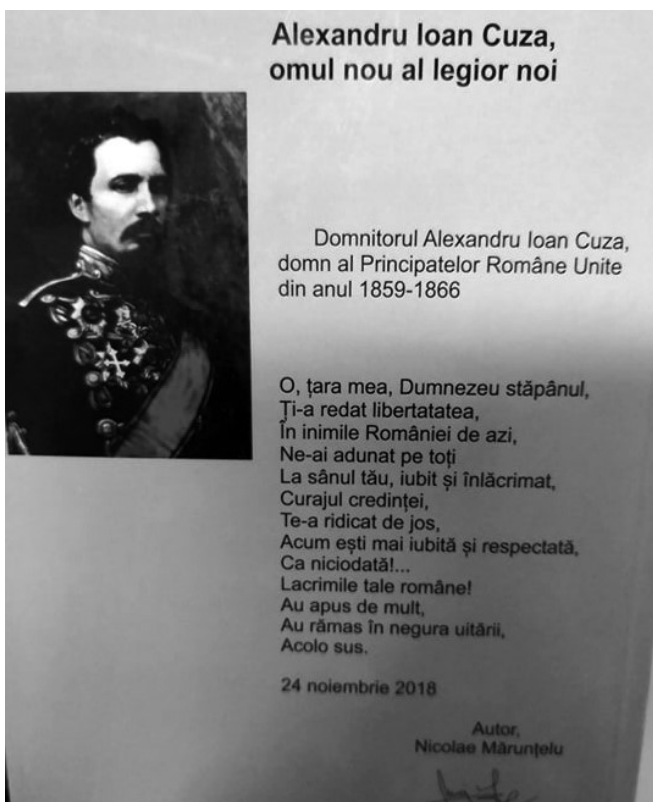 Alexandru Ioan Cuza,
omul nou al legior noi
Domnitorul Alexandru Ioan Cuza,
domn al Principatelor Române Unite
din anul 1859-1866
O, țara mea, Dumnezeu stăpânul,
Ți-a redat libertatatea,
În inimile României de azi,
Ne-ai adunat pe toți
La sânul tău, iubit și înlăcrimat,
Curajul credinței,
Te-a ridicat de jos,
Acum ești mai iubită și respectată,
Ca niciodată!...
Lacrimile tale române!
Au apus de mult,
Au rămas în negura uitării,
Acolo sus.
24 noiembrie 2018
Autor,
Nicolae Mărunțelu